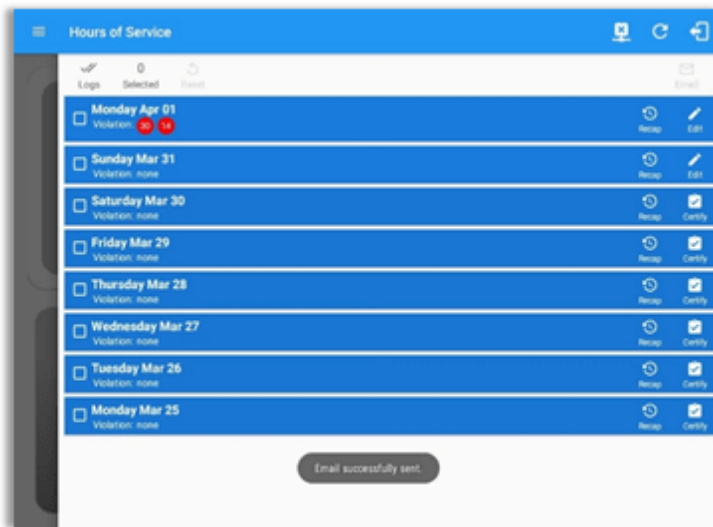 Hours of Service
Logs
0 Selected
Reset
Email
Monday Apr 01
Violation: 30 14
Recap Edit
Sunday Mar 31
Violation: none
Recap Edit
Saturday Mar 30
Violation: none
Recap Certify
Friday Mar 29
Violation: none
Recap Certify
Thursday Mar 28
Violation: none
Recap Certify
Wednesday Mar 27
Violation: none
Recap Certify
Tuesday Mar 26
Violation: none
Recap Certify
Monday Mar 25
Violation: none
Recap Certify
Email successfully sent.